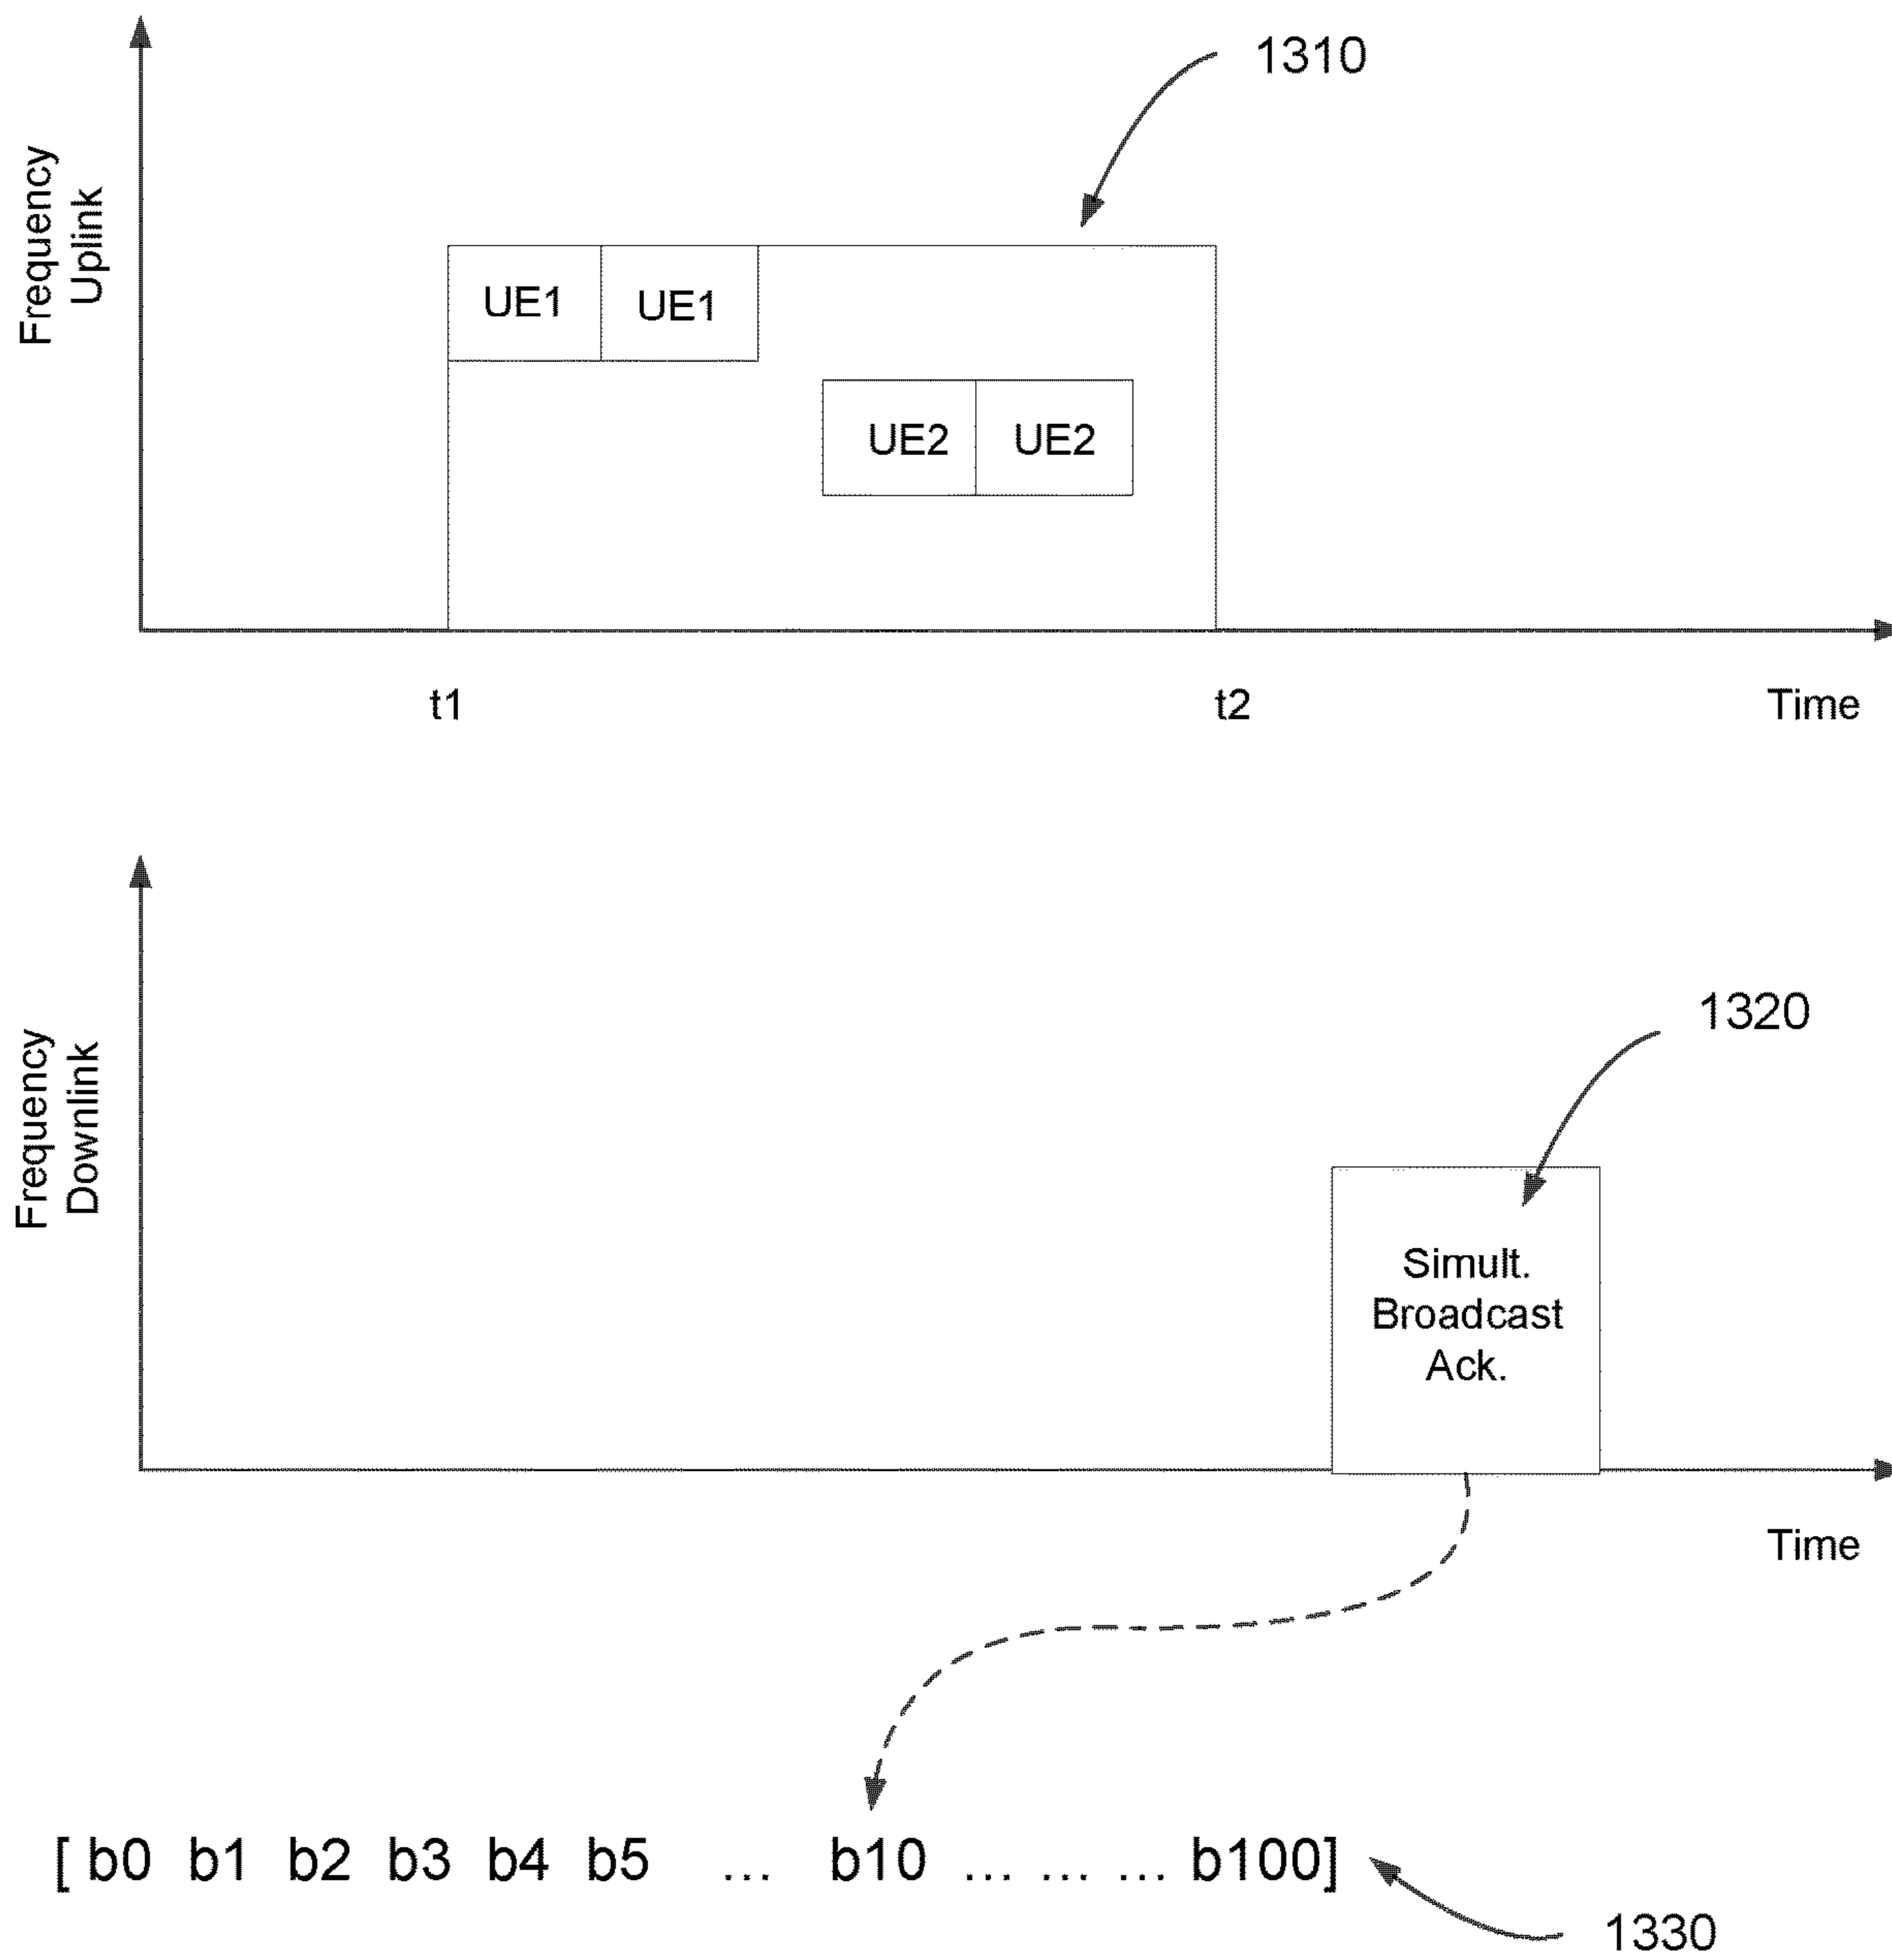 1310
Frequency
Uplink
UE1 UE1
UE2 UE2
t1 t2 Time
1320
Frequency
Downlink
Simult.
Broadcast
Ack.
Time
[ b0 b1 b2 b3 b4 b5 ... b10 ... ... ... b100]
1330